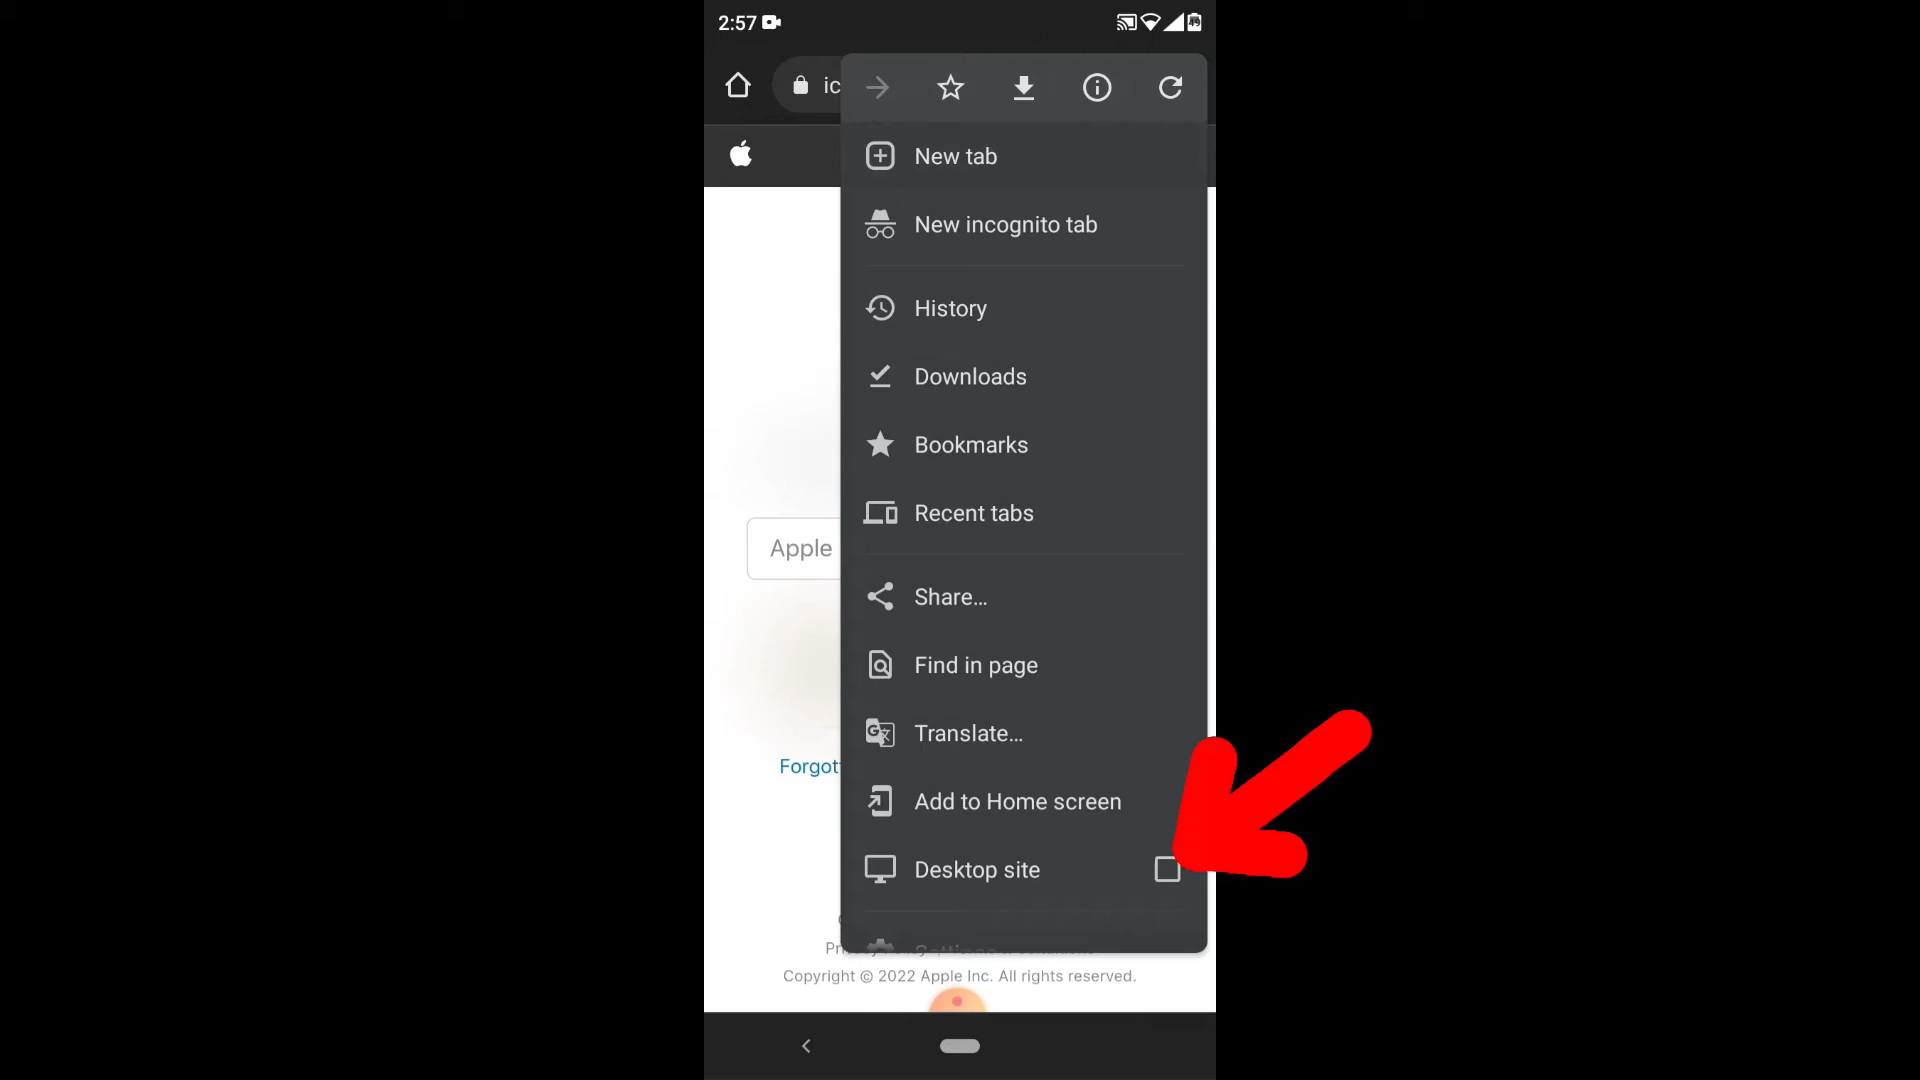 2:57
ic
New tab
New incognito tab
History
Downloads
Bookmarks
Recent tabs
Apple
Share...
Find in page
Translate...
Forgot
Add to Home screen
Desktop site
Settings
Copyright © 2022 Apple Inc. All rights reserved.